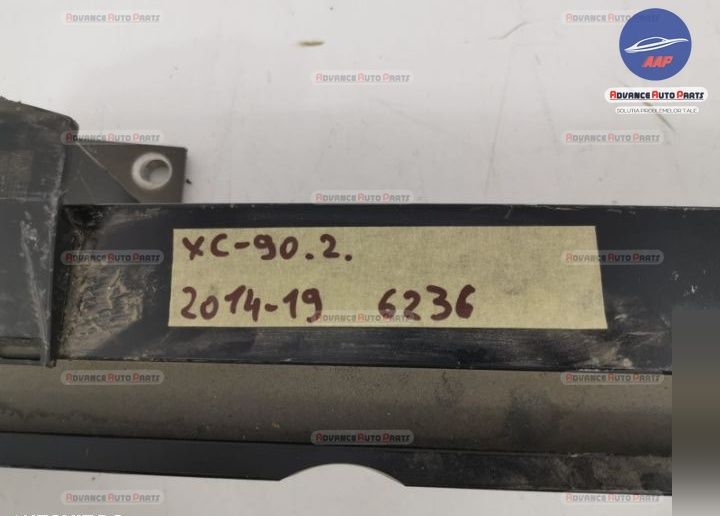 AAP
ADVANCE AUTO PARTS
SOLUTIA PROBLEMELOR TALE
XC-90.2.
2014-19 6236